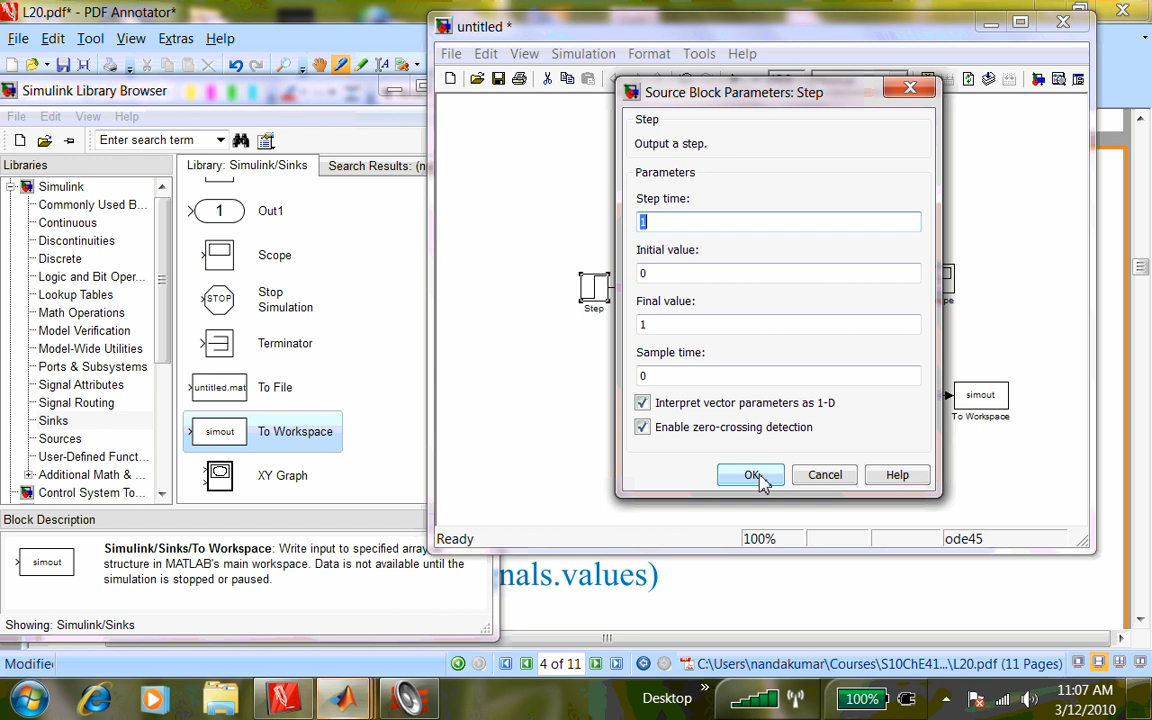 L20.pdf* - PDF Annotator*
File Edit Tool View Extras Help
Simulink Library Browser
File Edit View Help
Enter search term
Libraries
Library: Simulink/Sinks
Search Results: (n
Simulink
Commonly Used B...
Continuous
Discontinuities
Discrete
Logic and Bit Oper...
Lookup Tables
Math Operations
Model Verification
Model-Wide Utilities
Ports & Subsystems
Signal Attributes
Signal Routing
Sinks
Sources
User-Defined Funct...
Additional Math & ...
Control System To...
1 Out1
Scope
STOP Stop
Simulation
Terminator
untitled.mat To File
simout To Workspace
XY Graph
Block Description
simout
Simulink/Sinks/To Workspace: Write input to specified array
structure in MATLAB's main workspace. Data is not available until the
simulation is stopped or paused.
Showing: Simulink/Sinks
untitled *
File Edit View Simulation Format Tools Help
Step
simout
To Workspace
Ready 100% ode45
Source Block Parameters: Step
Step
Output a step.
Parameters
Step time:
1
Initial value:
0
Final value:
1
Sample time:
0
Interpret vector parameters as 1-D
Enable zero-crossing detection
OK Cancel Help
nals.values)
Modifie
4 of 11
C:\Users\nandakumar\Courses\S10ChE41...\L20.pdf (11 Pages)
Desktop
100%
11:07 AM
3/12/2010